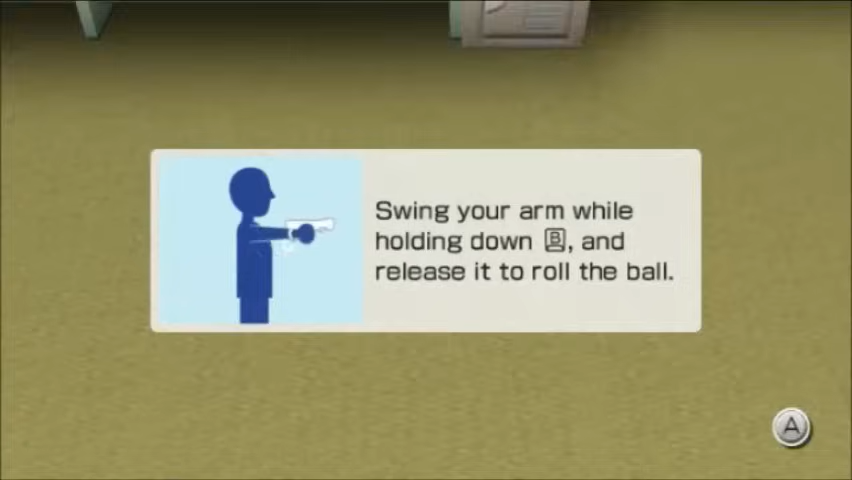 Swing your arm while
holding down B, and
release it to roll the ball.
A